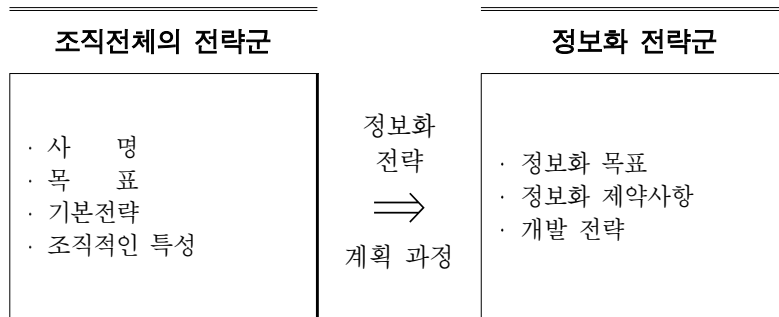 조직전체의 전략군
· 사 명
· 목 표
· 기본전략
· 조직적인 특성
정보화
전략
⇒
계획 과정
정보화 전략군
· 정보화 목표
· 정보화 제약사항
· 개발 전략